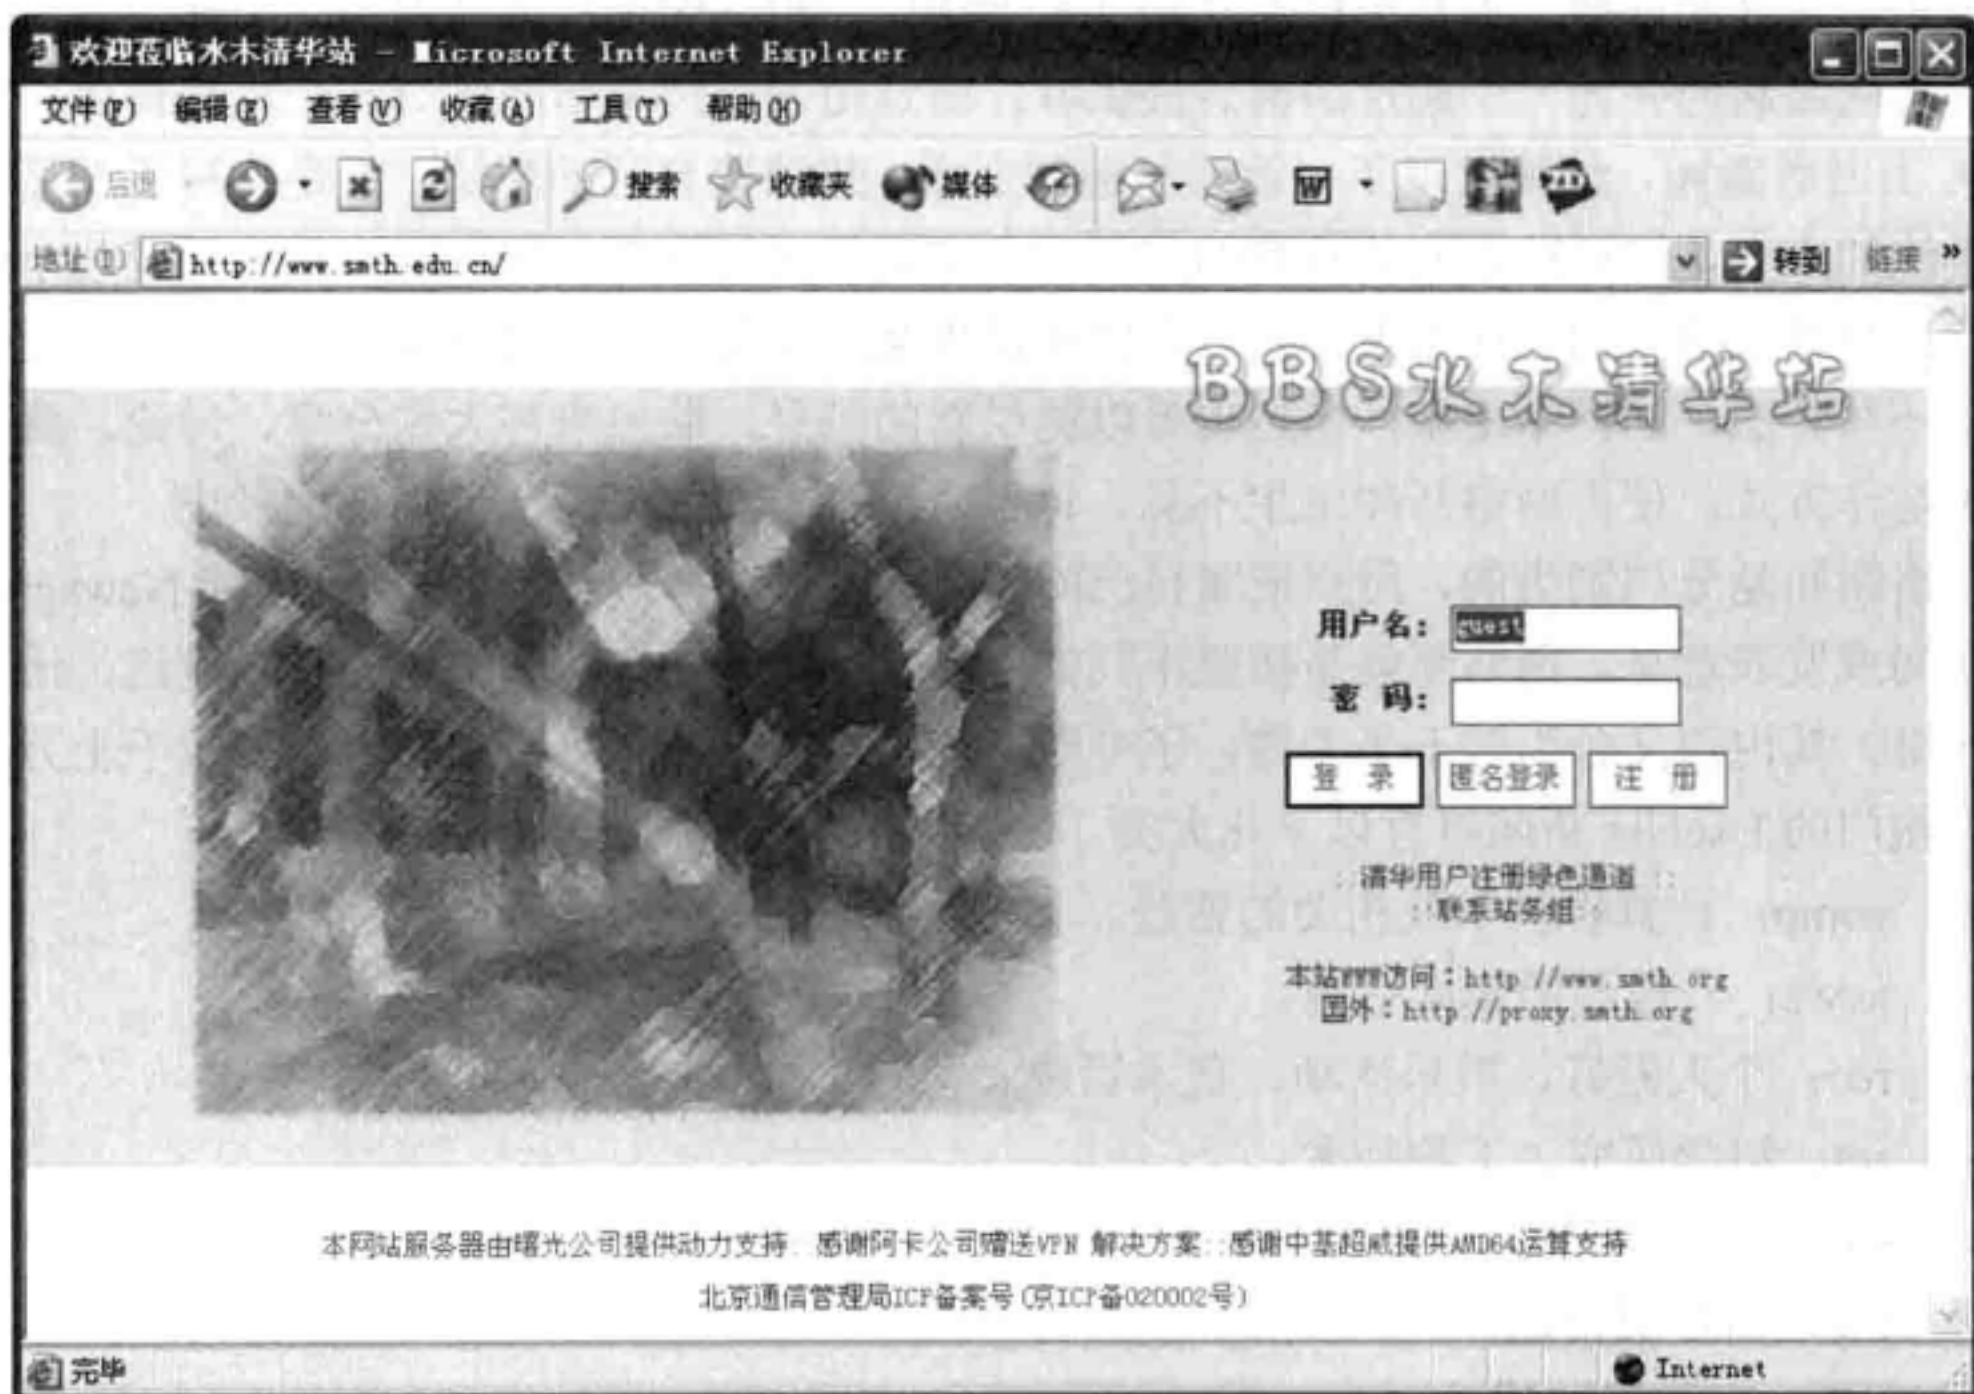 欢迎莅临水木清华站 - Microsoft Internet Explorer
文件(F) 编辑(E) 查看(V) 收藏(A) 工具(T) 帮助(H)
后退 搜索 收藏夹 媒体
地址(D) http://www.smth.edu.cn/ 转到 链接 »
BBS水木清华站
用户名: guest
密 码:
登 录 匿名登录 注 册
::清华用户注册绿色通道::
::联系站务组::
本站WWW访问:http://www.smth.org
国外:http://proxy.smth.org
本网站服务器由曙光公司提供动力支持::感谢阿卡公司赠送VPN 解决方案::感谢中基超威提供AMD64运算支持
北京通信管理局ICP备案号(京ICP备020002号)
完毕 Internet